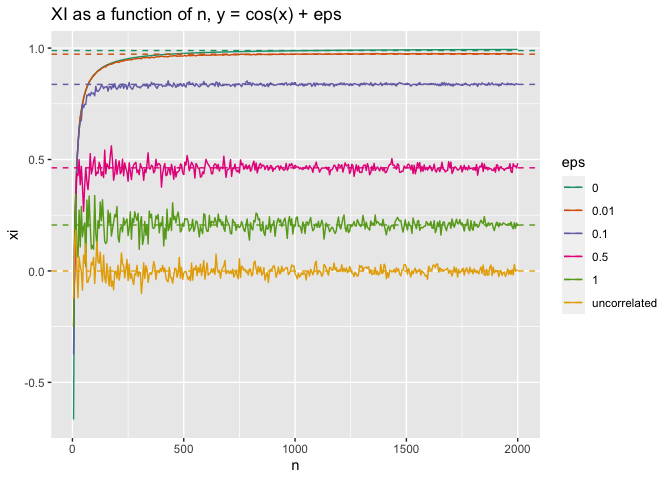 XI as a function of n, y = cos(x) + eps
1.0
0.5
0.0
-0.5
xi
0
500
1000
1500
2000
n
eps
0
0.01
0.1
0.5
1
uncorrelated